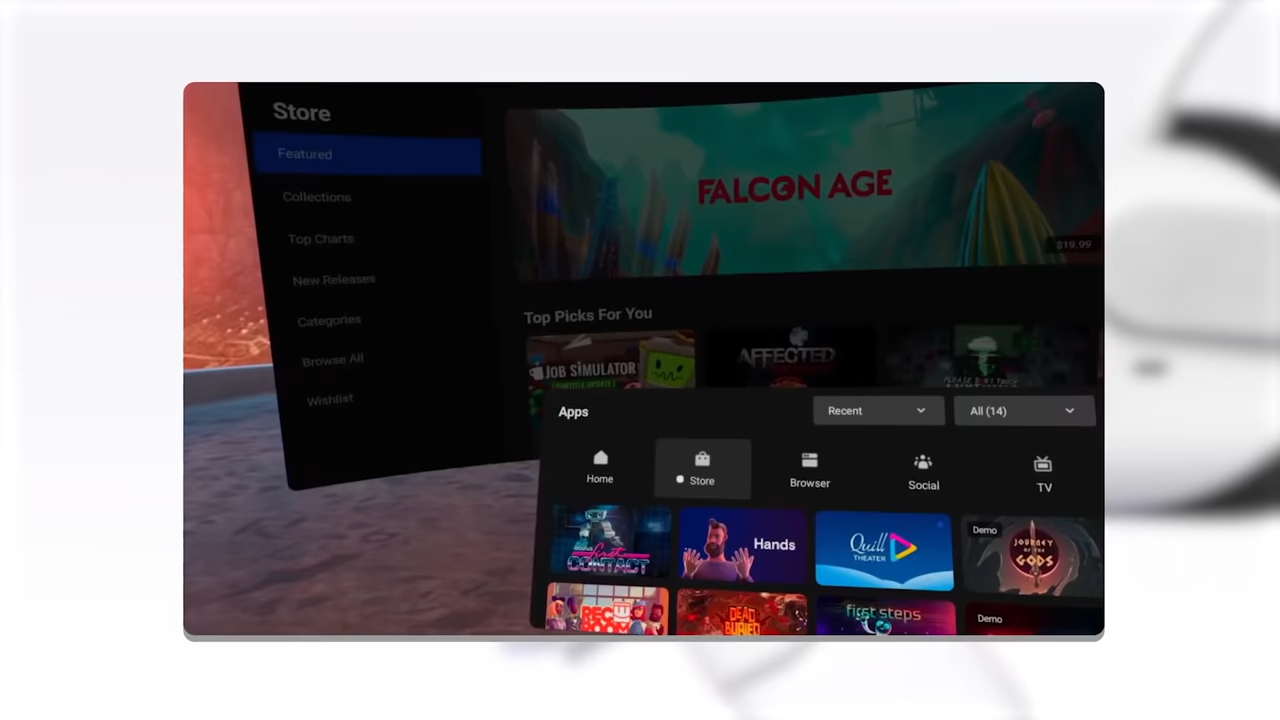 Store
Featured
Collections
Top Charts
New Releases
Categories
Browse All
Wishlist
FALCON AGE
$19.99
Top Picks For You
JOB SIMULATOR
AFFECTED
Apps
Recent
All (14)
Home
Store
Browser
Social
TV
First
CONTACT
Hands
Quill
THEATER
Demo
JOURNEY
OF THE
GODS
REC
ROOM
DEAD
BURIED
first steps
Demo